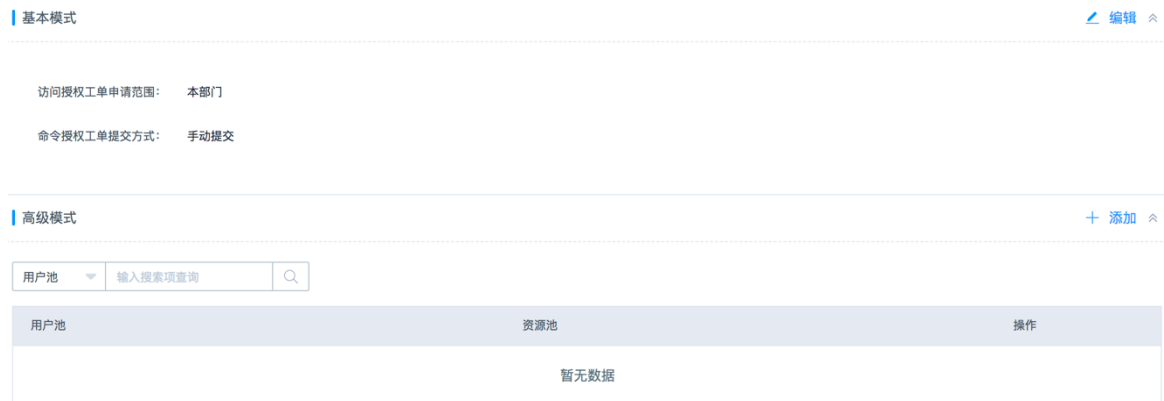 基本模式 编辑
访问授权工单申请范围： 本部门
命令授权工单提交方式： 手动提交
高级模式 添加
用户池 输入搜索项查询
用户池 资源池 操作
暂无数据